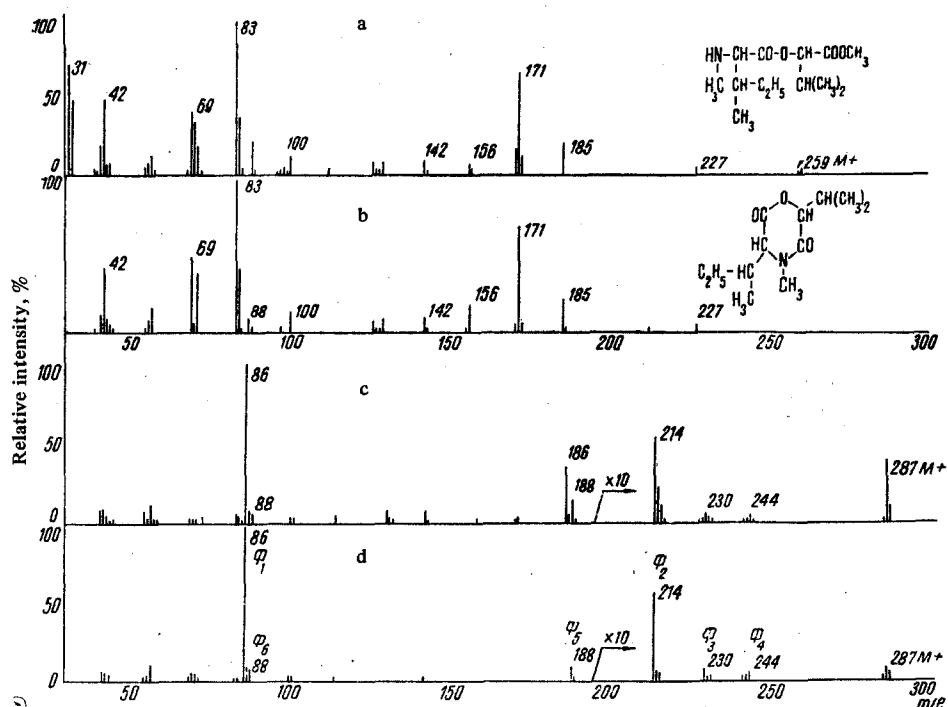 Relative intensity, %
100 50 0
a
31 42 69 83 100 142 156 171 185 227 259 M+
HN-CH-CO-O-CH-COOCH3
H3C CH-C2H5 CH(CH3)2
CH3
100 50 0
b
42 69 83 88 100 142 156 171 185 227
O CH(CH3)2
OC CH
HC CO
N
C2H5-HC CH3
H3C
50 100 150 200 250 300
100 50 0
c
86 88 186 188 ×10 214 230 244 287 M+
100 50 0
d
86 Φ1
Φ6 88
Φ5 188
×10
Φ2 214
Φ3 230
Φ4 244
287 M+
50 100 150 200 250 300
m/e